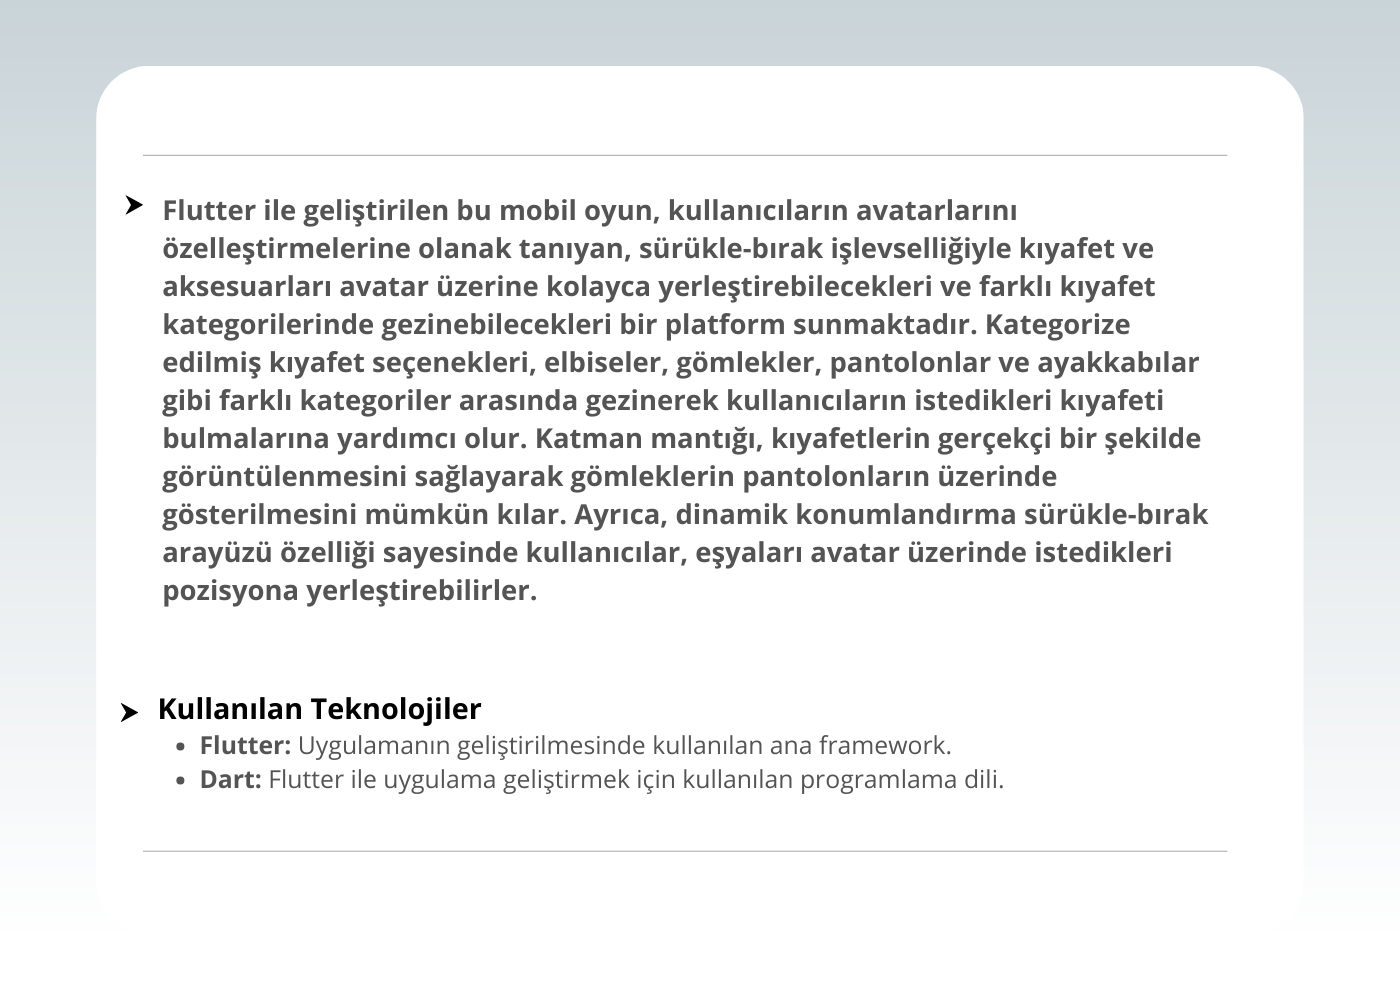 Flutter ile geliştirilen bu mobil oyun, kullanıcıların avatarlarını
özelleştirmelerine olanak tanıyan, sürükle-bırak işlevselliğiyle kıyafet ve
aksesuarları avatar üzerine kolayca yerleştirebilecekleri ve farklı kıyafet
kategorilerinde gezinebilecekleri bir platform sunmaktadır. Kategorize
edilmiş kıyafet seçenekleri, elbiseler, gömlekler, pantolonlar ve ayakkabılar
gibi farklı kategoriler arasında gezinerek kullanıcıların istedikleri kıyafeti
bulmalarına yardımcı olur. Katman mantığı, kıyafetlerin gerçekçi bir şekilde
görüntülenmesini sağlayarak gömleklerin pantolonların üzerinde
gösterilmesini mümkün kılar. Ayrıca, dinamik konumlandırma sürükle-bırak
arayüzü özelliği sayesinde kullanıcılar, eşyaları avatar üzerinde istedikleri
pozisyona yerleştirebilirler.
Kullanılan Teknolojiler
• Flutter: Uygulamanın geliştirilmesinde kullanılan ana framework.
• Dart: Flutter ile uygulama geliştirmek için kullanılan programlama dili.